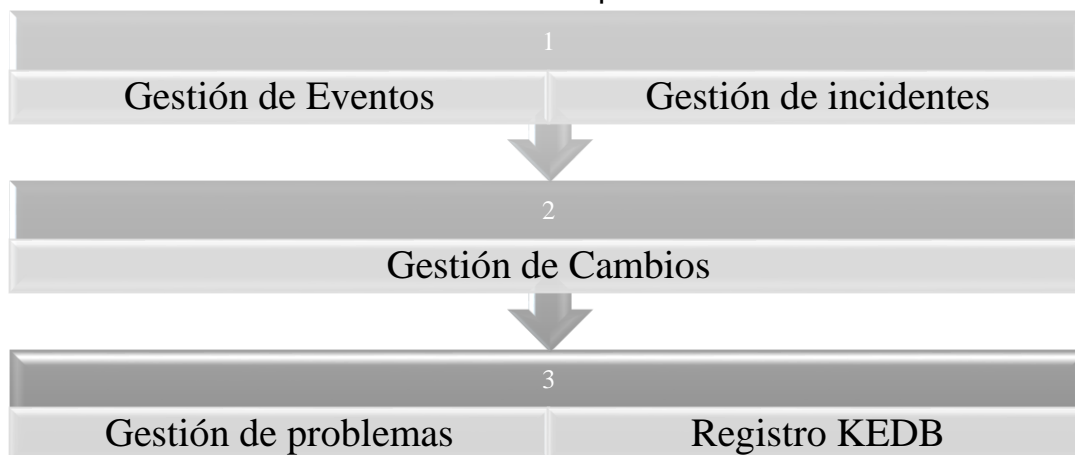 1
Gestión de Eventos Gestión de incidentes
2
Gestión de Cambios
3
Gestión de problemas Registro KEDB